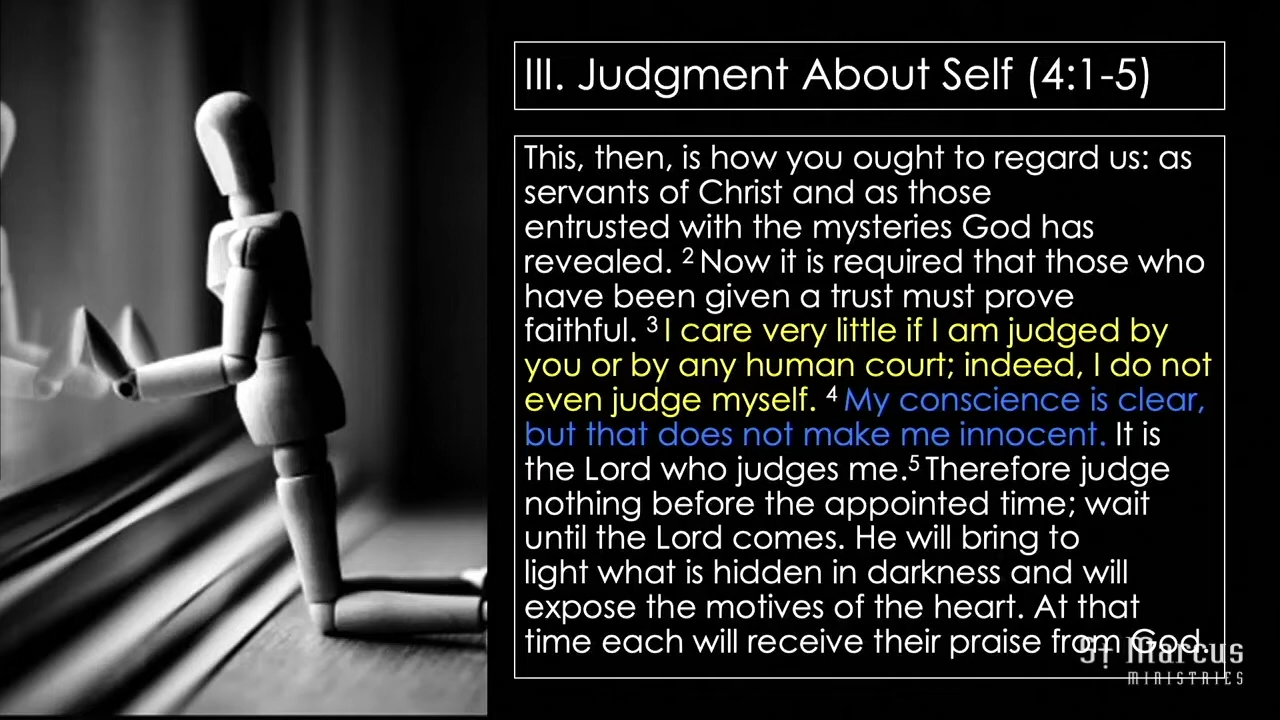 III. Judgment About Self (4:1-5)
This, then, is how you ought to regard us: as
servants of Christ and as those
entrusted with the mysteries God has
revealed. 2 Now it is required that those who
have been given a trust must prove
faithful. 3 I care very little if I am judged by
you or by any human court; indeed, I do not
even judge myself. 4 My conscience is clear,
but that does not make me innocent. It is
the Lord who judges me.5 Therefore judge
nothing before the appointed time; wait
until the Lord comes. He will bring to
light what is hidden in darkness and will
expose the motives of the heart. At that
time each will receive their praise from God.
St Marcus
MINISTRIES